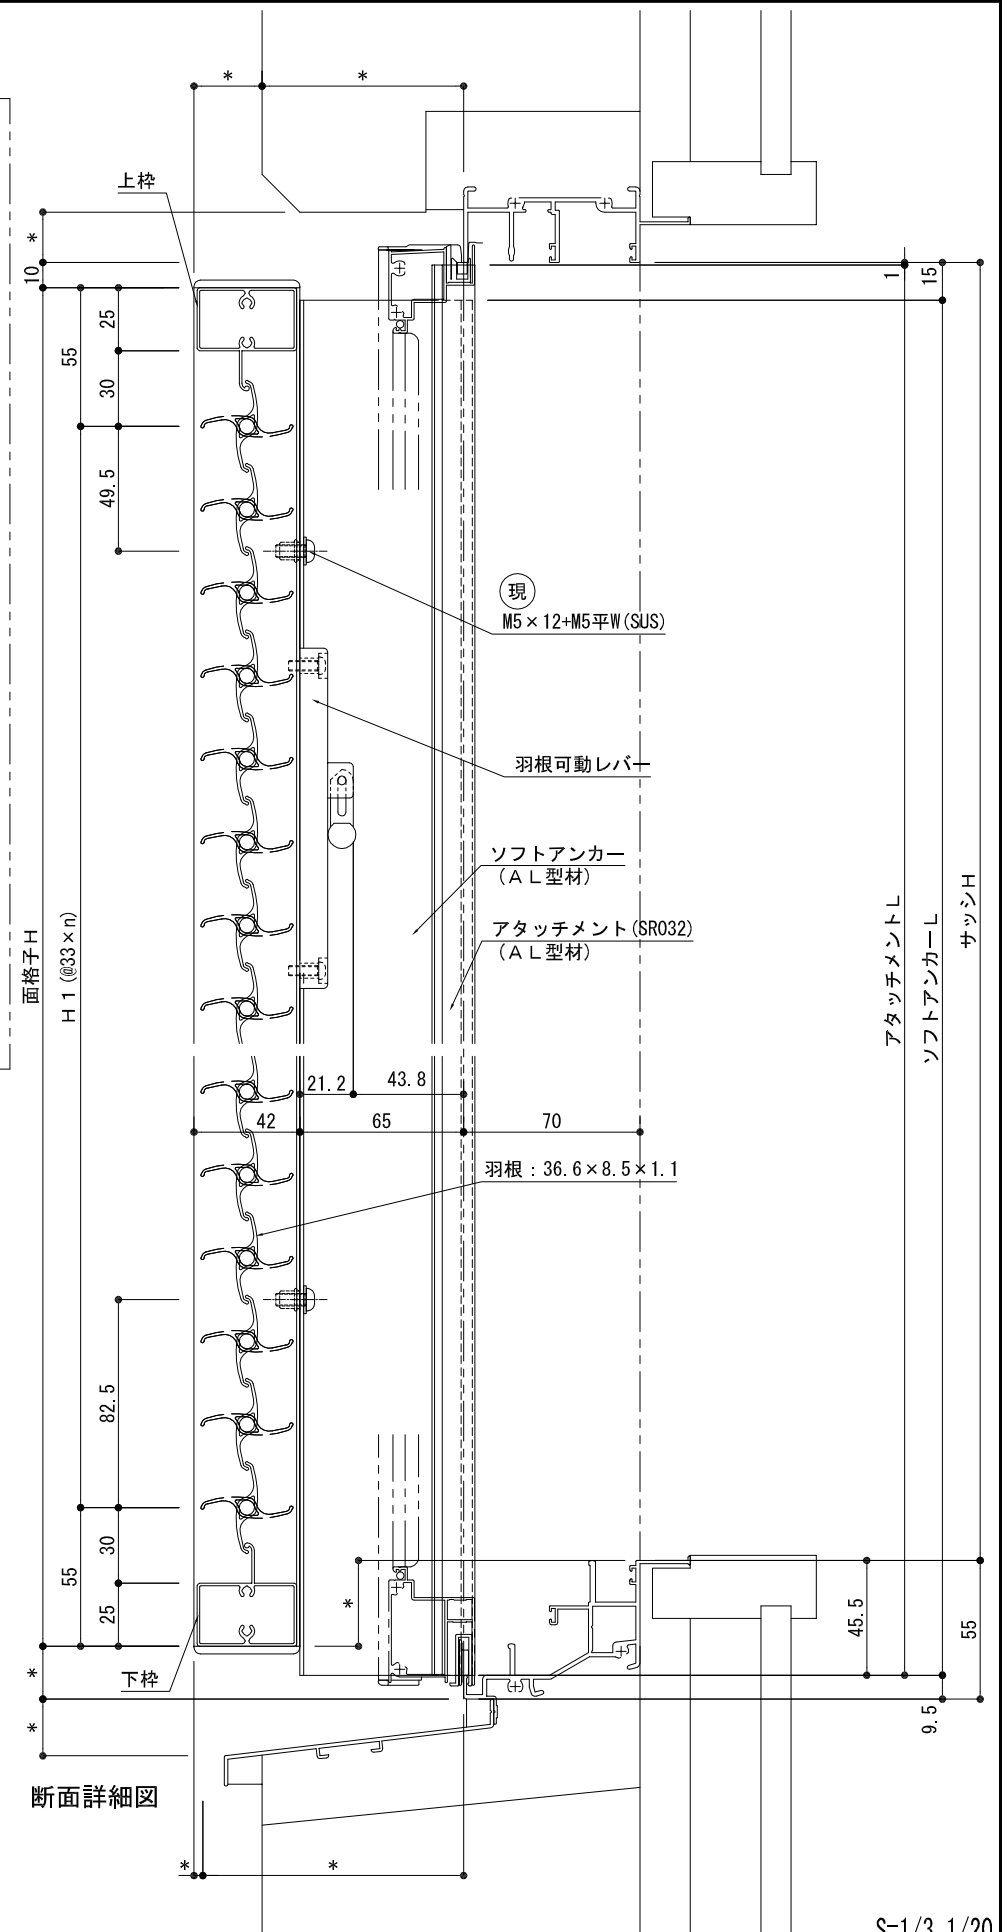 *
*
上枠
*
10
1
15
25
55
30
49.5
現
M5×12+M5平W(SUS)
羽根可動レバー
ソフトアンカー
(AL型材)
アタッチメント(SR032)
(AL型材)
面格子H
H1(@33×n)
アタッチメントL
ソフトアンカーL
サッシH
21.2
43.8
42
65
70
羽根:36.6×8.5×1.1
82.5
30
55
25
*
45.5
55
*
下枠
*
9.5
断面詳細図
*
*
S=1/3,1/20